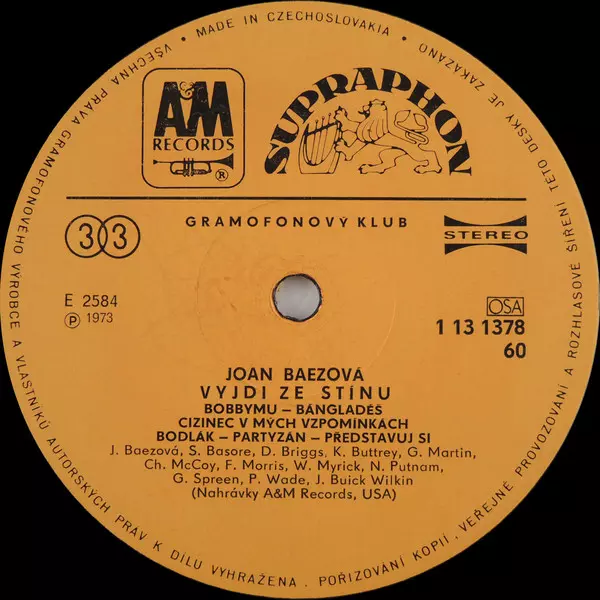 VŠECHNA PRÁVA GRAMOFONOVÉHO VÝROBCE A VLASTNÍKŮ AUTORSKÝCH PRÁV K DÍLU VYHRAŽENA. POŘIZOVÁNÍ KOPIÍ, VEŘEJNÉ PROVOZOVÁNÍ A ROZHLASOVÉ ŠÍŘENÍ TÉTO DESKY JE ZAKÁZÁNO
• MADE IN CZECHOSLOVAKIA •
A&M
RECORDS
®
SUPRAPHON
GRAMOFONOVÝ KLUB
33
STEREO
E 2584
℗ 1973
OSA
1 13 1378
60
JOAN BAEZOVÁ
VYJDI ZE STÍNU
BOBBYMU – BANGLADÉŠ
CIZINEC V MÝCH VZPOMÍNKÁCH
BODLÁK – PARTYZÁN – PŘEDSTAVUJ SI
J. Baezová, S. Basore, D. Briggs, K. Buttrey, G. Martin,
Ch. McCoy, F. Morris, W. Myrick, N. Putnam,
G. Spreen, P. Wade, J. Buick Wilkin
(Nahrávky A&M Records, USA)